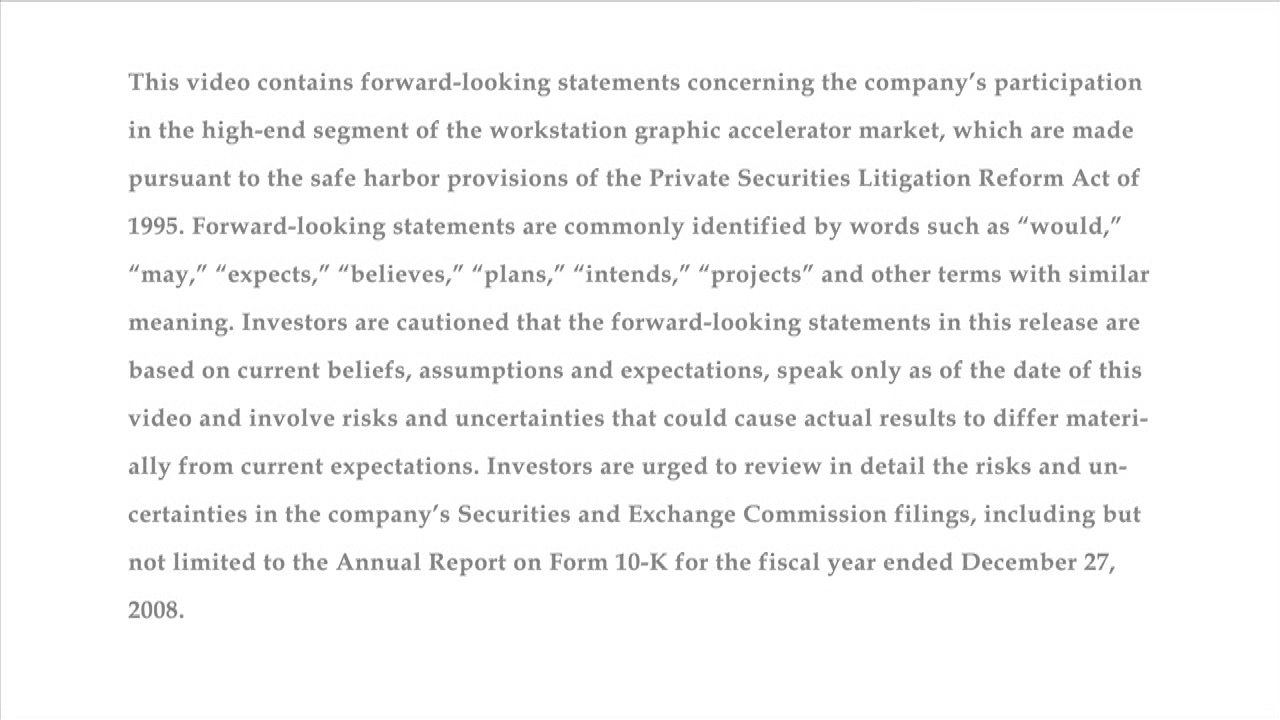 This video contains forward-looking statements concerning the company’s participation
in the high-end segment of the workstation graphic accelerator market, which are made
pursuant to the safe harbor provisions of the Private Securities Litigation Reform Act of
1995. Forward-looking statements are commonly identified by words such as “would,”
“may,” “expects,” “believes,” “plans,” “intends,” “projects” and other terms with similar
meaning. Investors are cautioned that the forward-looking statements in this release are
based on current beliefs, assumptions and expectations, speak only as of the date of this
video and involve risks and uncertainties that could cause actual results to differ materi-
ally from current expectations. Investors are urged to review in detail the risks and un-
certainties in the company’s Securities and Exchange Commission filings, including but
not limited to the Annual Report on Form 10-K for the fiscal year ended December 27,
2008.